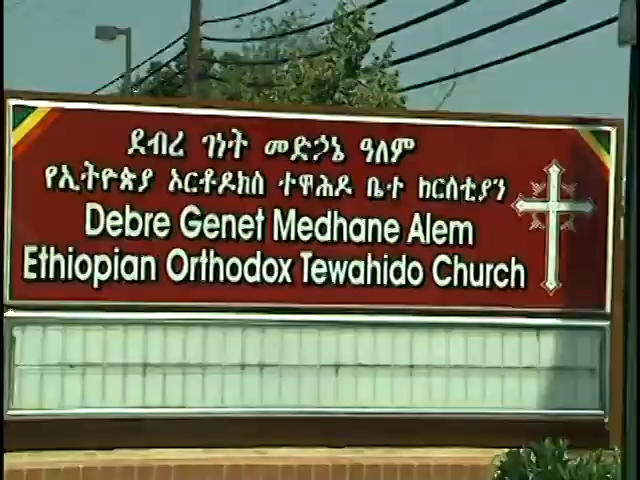 ደብረ ገነት መድኃኔ ዓለም
የኢትዮጵያ ኦርቶዶክስ ተዋሕዶ ቤተ ክርስቲያን
Debre Genet Medhane Alem
Ethiopian Orthodox Tewahido Church